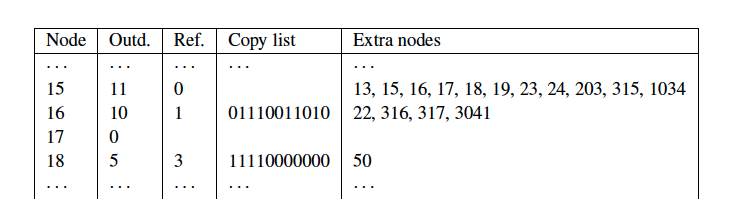 Node Outd. Ref. Copy list Extra nodes
... ... ... ... ...
15 11 0 13, 15, 16, 17, 18, 19, 23, 24, 203, 315, 1034
16 10 1 01110011010 22, 316, 317, 3041
17 0
18 5 3 11110000000 50
... ... ... ... ...